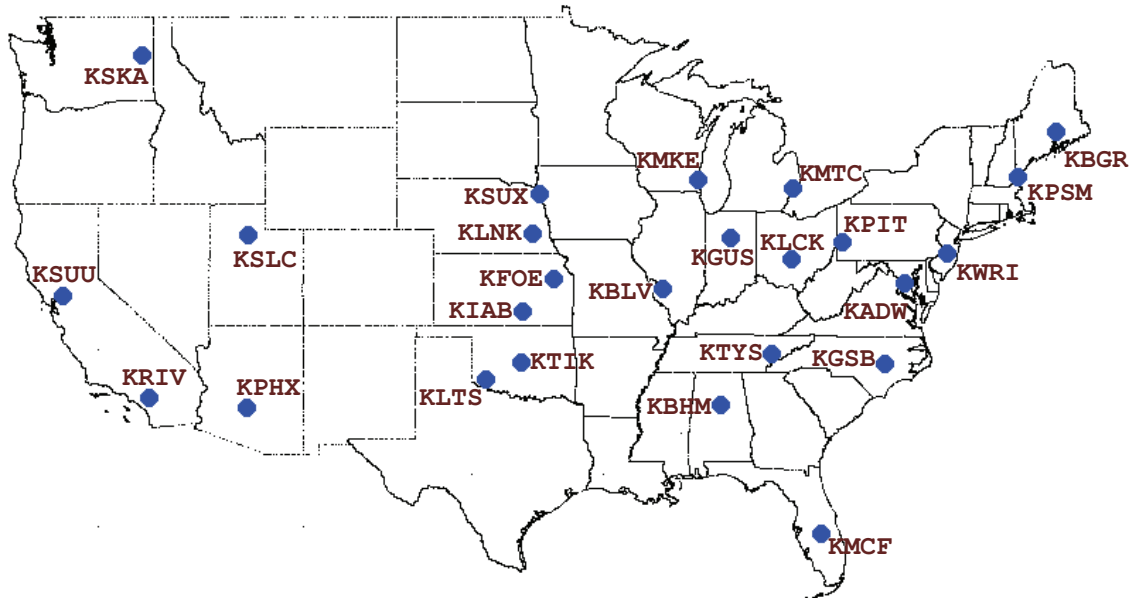 KSKA
KBGR
KMKE
KMTC
KPSM
KSUX
KLNK
KPIT
KLCK
KGUS
KSLC
KWRI
KSUU
KFOE
KBLV
KIAB
KADW
KTYS
KGSB
KTIK
KRIV
KPHX
KLTS
KBHM
KMCF